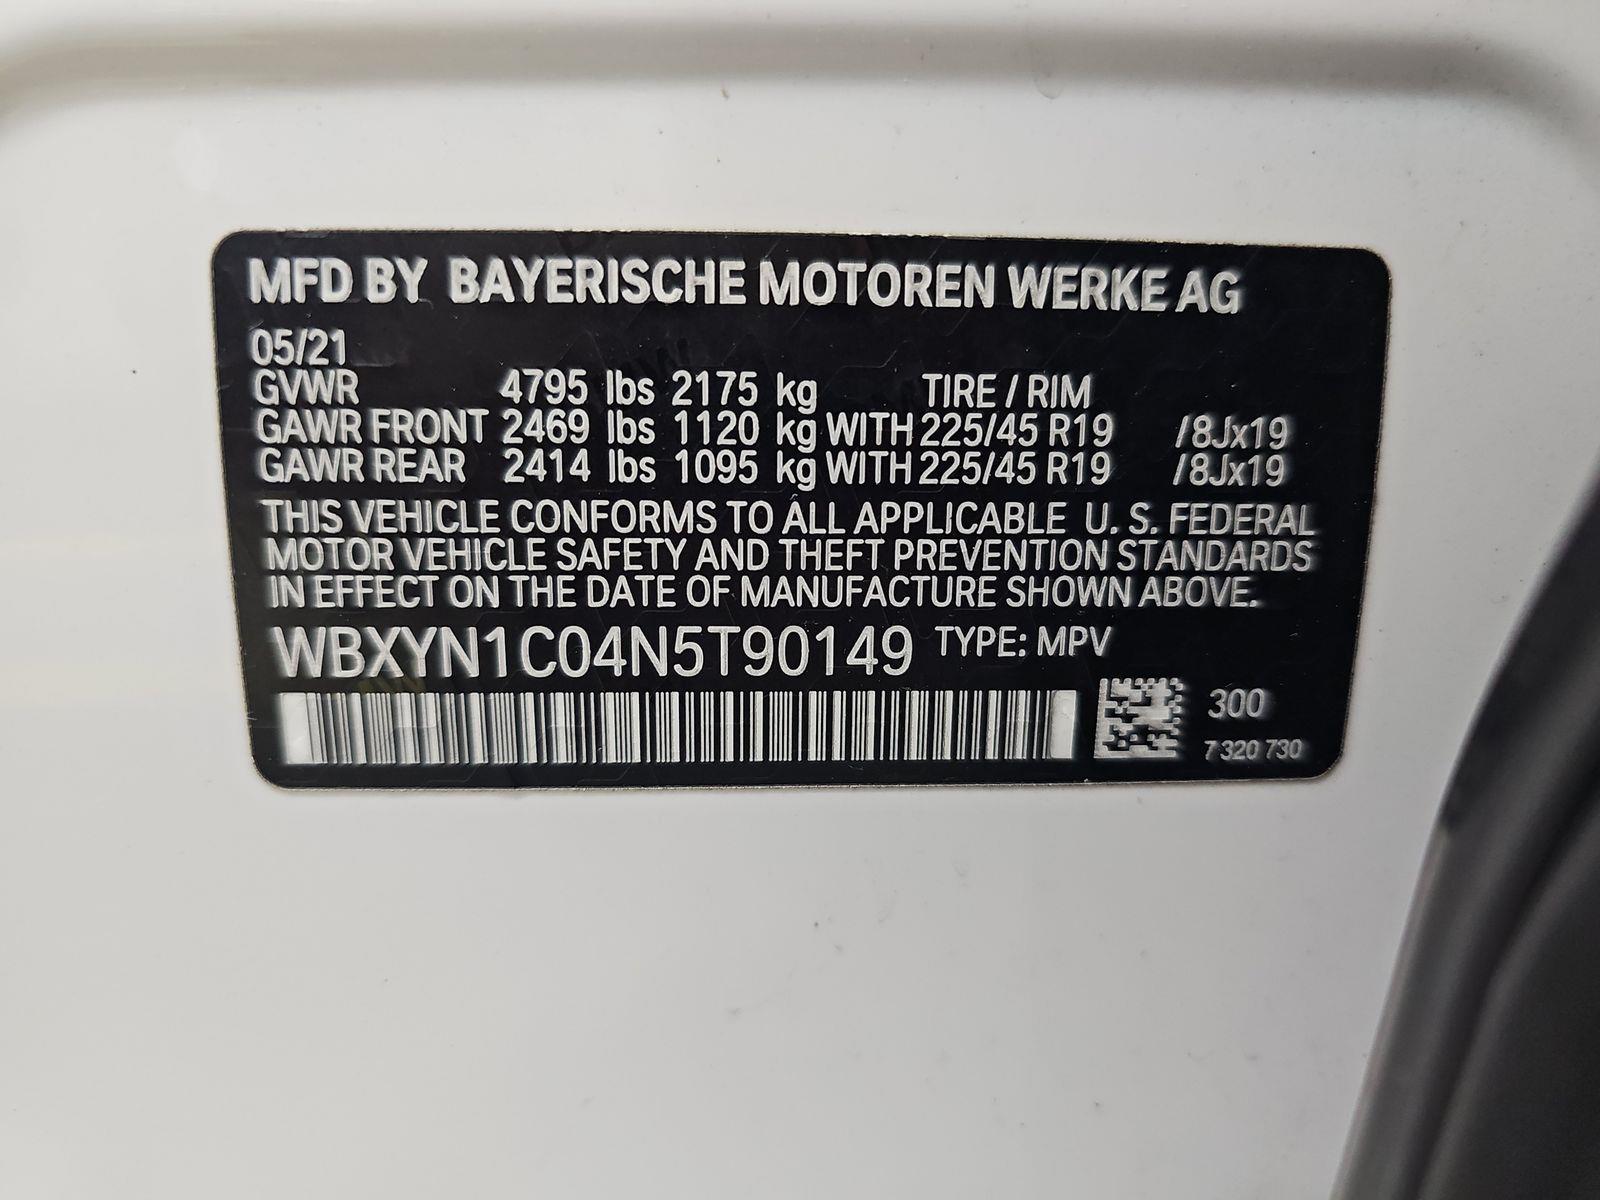 MFD BY BAYERISCHE MOTOREN WERKE AG
05/21
GVWR 4795 lbs 2175 kg TIRE / RIM
GAWR FRONT 2469 lbs 1120 kg WITH 225/45 R19 /8Jx19
GAWR REAR 2414 lbs 1095 kg WITH 225/45 R19 /8Jx19
THIS VEHICLE CONFORMS TO ALL APPLICABLE U. S. FEDERAL
MOTOR VEHICLE SAFETY AND THEFT PREVENTION STANDARDS
IN EFFECT ON THE DATE OF MANUFACTURE SHOWN ABOVE.
WBXYN1C04N5T90149 TYPE: MPV
300
7 320 730